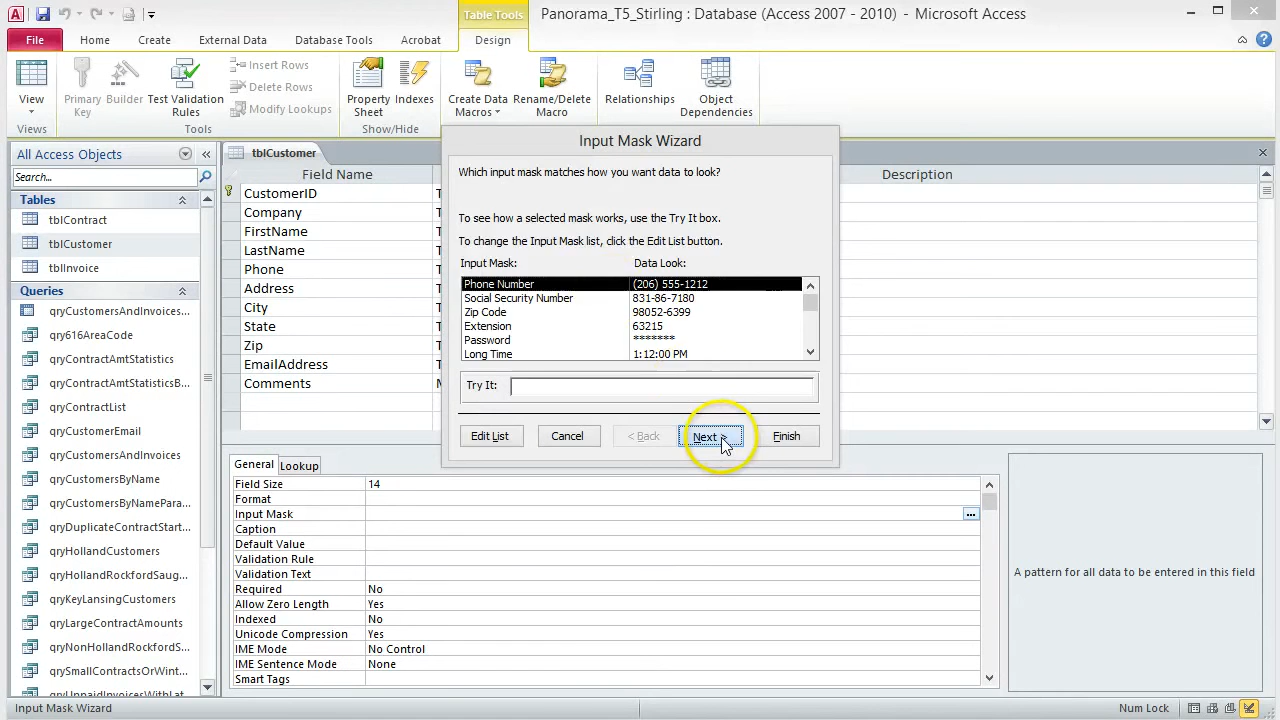 Table Tools
Panorama_T5_Stirling : Database (Access 2007 - 2010) - Microsoft Access
File Home Create External Data Database Tools Acrobat Design
View
Primary Key
Builder
Test Validation Rules
Insert Rows
Delete Rows
Modify Lookups
Property Sheet
Indexes
Create Data Macros
Rename/Delete Macro
Relationships
Object Dependencies
Views
Tools
Show/Hide
All Access Objects
Search...
Tables
tblContract
tblCustomer
tblInvoice
Queries
qryCustomersAndInvoices...
qry616AreaCode
qryContractAmtStatistics
qryContractAmtStatisticsB...
qryContractList
qryCustomerEmail
qryCustomersAndInvoices
qryCustomersByName
qryCustomersByNamePara...
qryDuplicateContractStart...
qryHollandCustomers
qryHollandRockfordSaug...
qryKeyLansingCustomers
qryLargeContractAmounts
qryNonHollandRockfordS...
qrySmallContractsOrWint...
qryUnpaidInvoicesWithLat...
tblCustomer
Field Name
Description
CustomerID
Company
FirstName
LastName
Phone
Address
City
State
Zip
EmailAddress
Comments
Input Mask Wizard
Which input mask matches how you want data to look?
To see how a selected mask works, use the Try It box.
To change the Input Mask list, click the Edit List button.
Input Mask: Data Look:
Phone Number (206) 555-1212
Social Security Number 831-86-7180
Zip Code 98052-6399
Extension 63215
Password *******
Long Time 1:12:00 PM
Try It:
Edit List Cancel < Back Next > Finish
General Lookup
Field Size 14
Format
Input Mask ...
Caption
Default Value
Validation Rule
Validation Text
Required No
Allow Zero Length Yes
Indexed No
Unicode Compression Yes
IME Mode No Control
IME Sentence Mode None
Smart Tags
A pattern for all data to be entered in this field
Input Mask Wizard
Num Lock